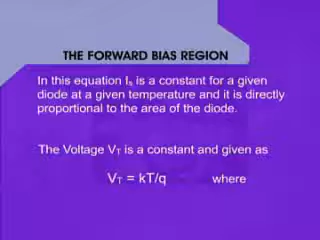 THE FORWARD BIAS REGION
In this equation Is is a constant for a given
diode at a given temperature and it is directly
proportional to the area of the diode.
The Voltage VT is a constant and given as
VT = kT/q where